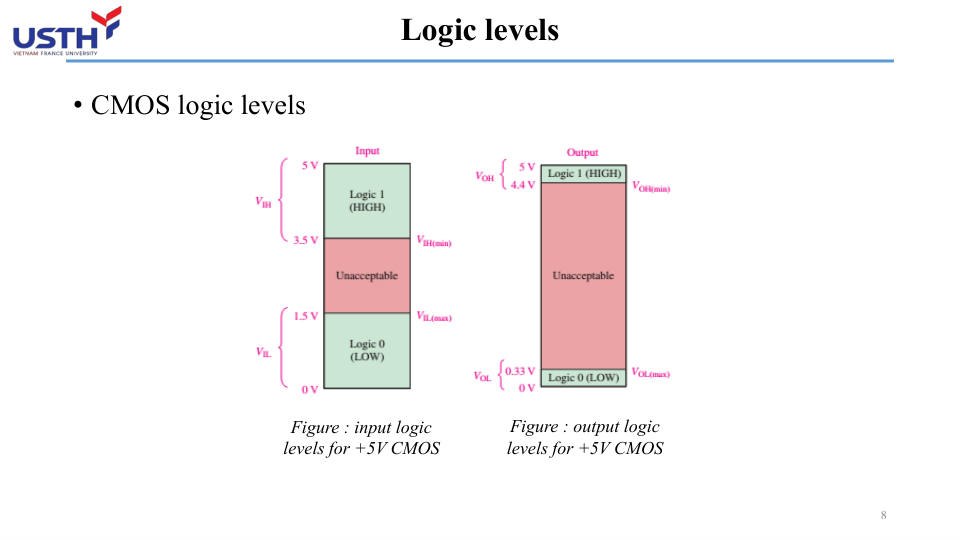 USTH
VIETNAM FRANCE UNIVERSITY
Logic levels
• CMOS logic levels
Input
5 V
Logic 1
(HIGH)
VIH
3.5 V
VIH(min)
Unacceptable
1.5 V
VIL(max)
Logic 0
(LOW)
VIL
0 V
Output
5 V
Logic 1 (HIGH)
VOH
4.4 V
VOH(min)
Unacceptable
0.33 V
VOL(max)
VOL
Logic 0 (LOW)
0 V
Figure : input logic
levels for +5V CMOS
Figure : output logic
levels for +5V CMOS
8